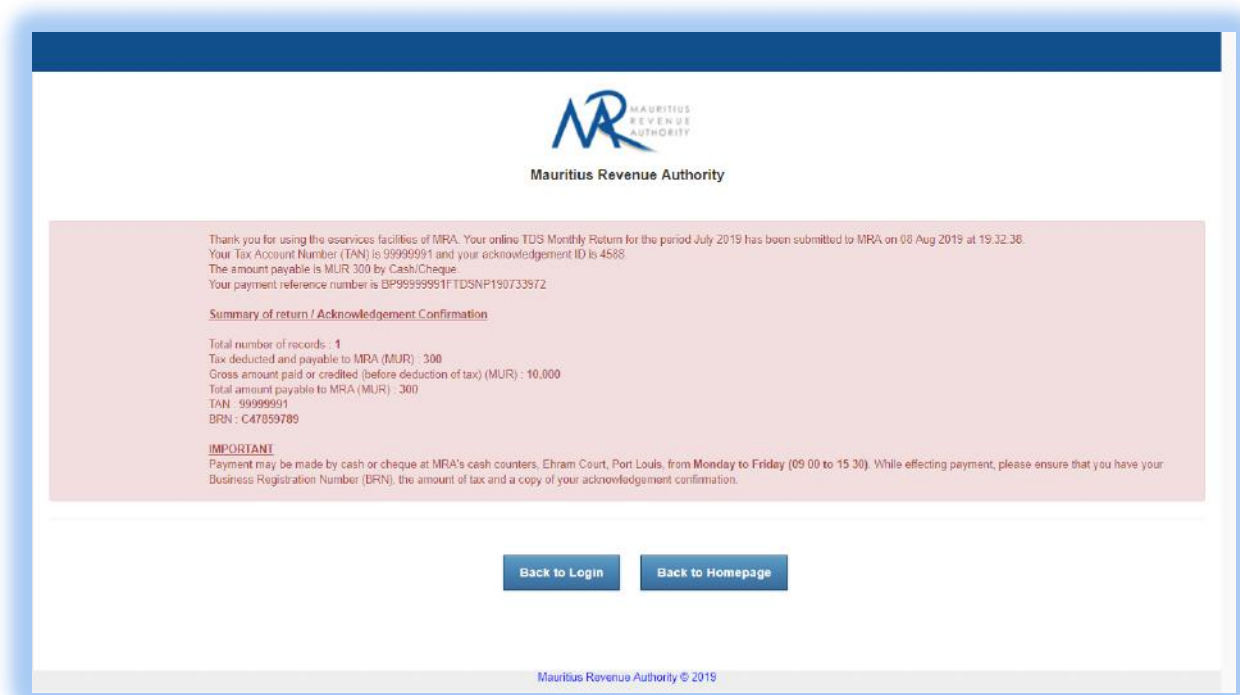 MAURITIUS
REVENUE
AUTHORITY
Mauritius Revenue Authority
Thank you for using the eservices facilities of MRA. Your online TDS Monthly Return for the period July 2019 has been submitted to MRA on 08 Aug 2019 at 19:32:38.
Your Tax Account Number (TAN) is 99999991 and your acknowledgement ID is 4588.
The amount payable is MUR 300 by Cash/Cheque.
Your payment reference number is BP99999991FTDSNP190733972
Summary of return / Acknowledgement Confirmation
Total number of records : 1
Tax deducted and payable to MRA (MUR) : 300
Gross amount paid or credited (before deduction of tax) (MUR) : 10,000
Total amount payable to MRA (MUR) : 300
TAN : 99999991
BRN : C47859789
IMPORTANT
Payment may be made by cash or cheque at MRA's cash counters, Ehram Court, Port Louis, from Monday to Friday (09 00 to 15 30). While effecting payment, please ensure that you have your
Business Registration Number (BRN), the amount of tax and a copy of your acknowledgement confirmation.
Back to Login Back to Homepage
Mauritius Revenue Authority © 2019